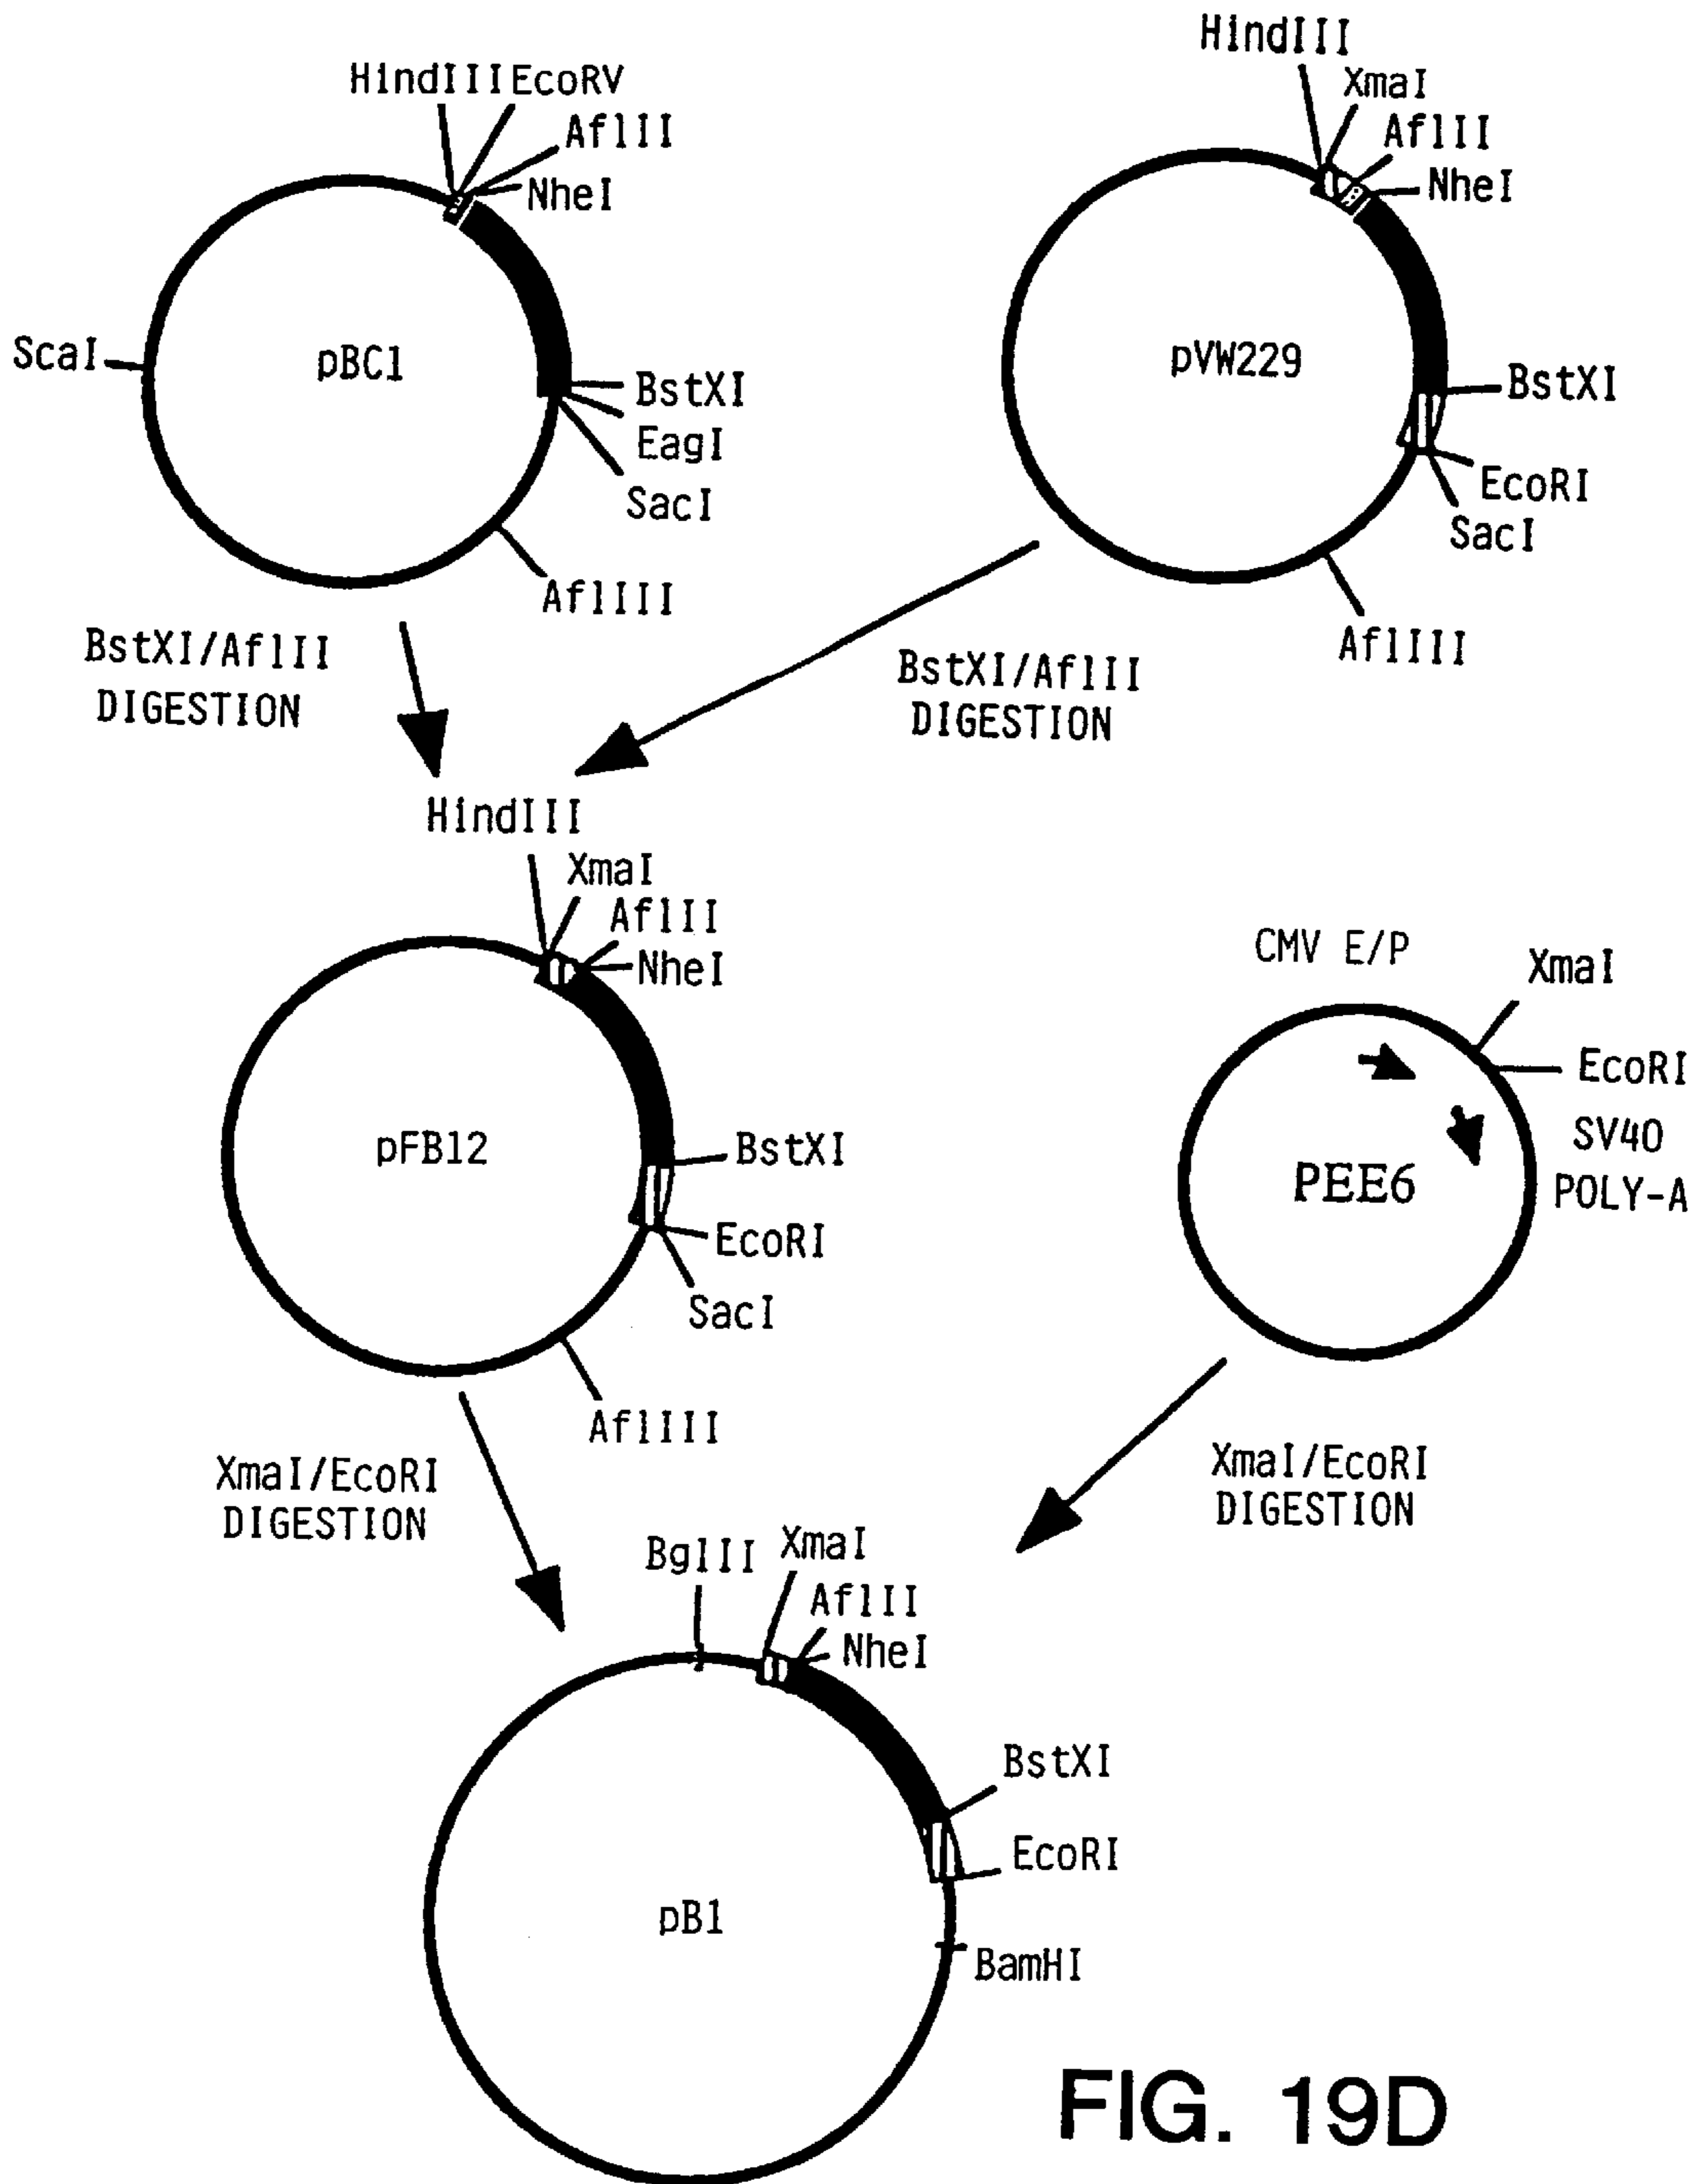 HindIII
HindIII EcoRV
XmaI
AflII
AflII
NheI
NheI
ScaI
pBC1
pVW229
BstXI
BstXI
EagI
EcoRI
SacI
SacI
AflIII
AflIII
BstXI/AflII
DIGESTION
BstXI/AflII
DIGESTION
HindIII
XmaI
AflII
NheI
CMV E/P
XmaI
EcoRI
pFB12
BstXI
SV40
POLY-A
PEE6
EcoRI
SacI
AflIII
XmaI/EcoRI
DIGESTION
XmaI/EcoRI
DIGESTION
BglII
XmaI
AflII
NheI
BstXI
EcoRI
pB1
BamHI
FIG. 19D